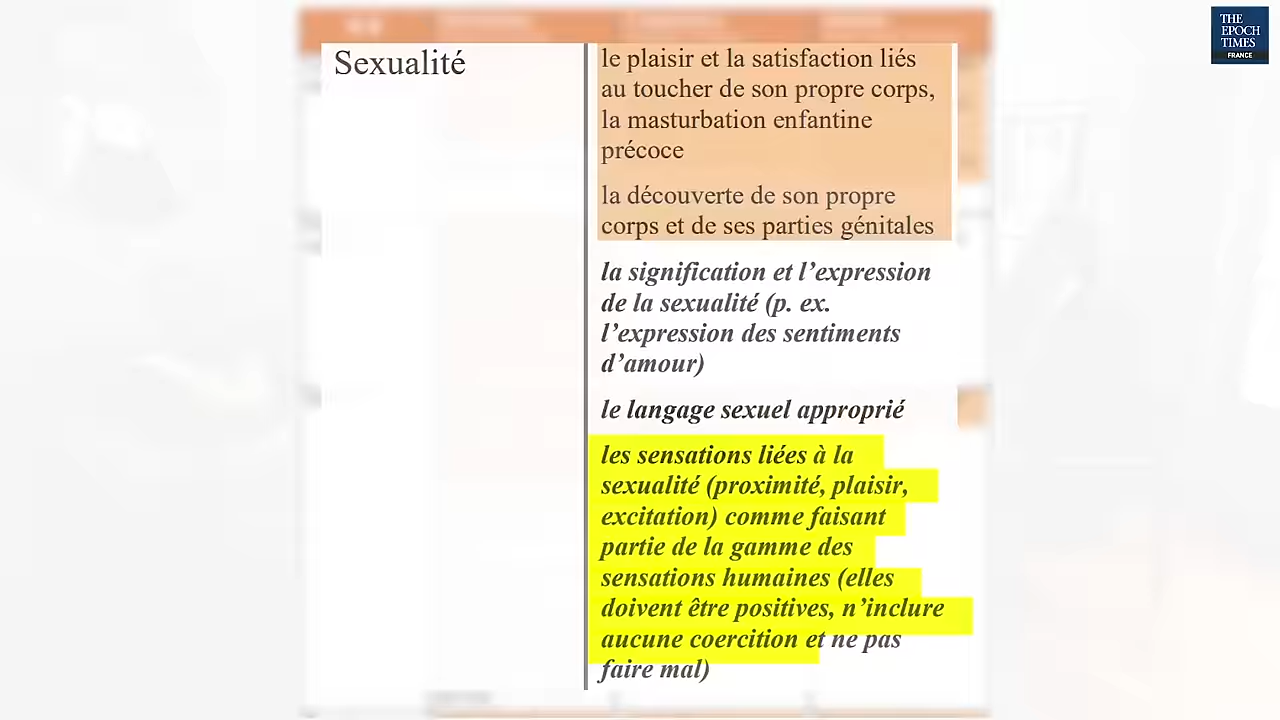 THE
EPOCH
TIMES
FRANCE
Sexualité
le plaisir et la satisfaction liés
au toucher de son propre corps,
la masturbation enfantine
précoce
la découverte de son propre
corps et de ses parties génitales
la signification et l’expression
de la sexualité (p. ex.
l’expression des sentiments
d’amour)
le langage sexuel approprié
les sensations liées à la
sexualité (proximité, plaisir,
excitation) comme faisant
partie de la gamme des
sensations humaines (elles
doivent être positives, n’inclure
aucune coercition et ne pas
faire mal)